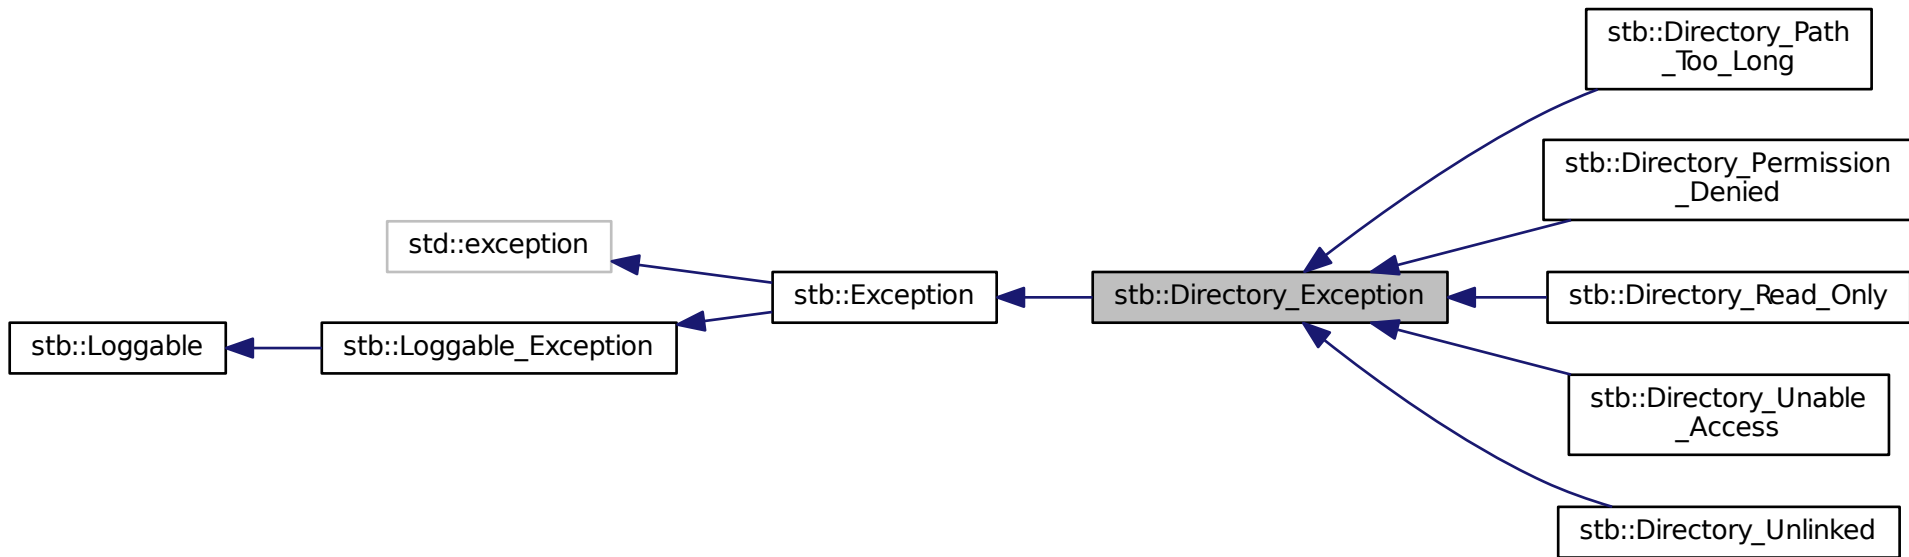 stb::Directory_Path
_Too_Long
stb::Directory_Permission
_Denied
std::exception
stb::Exception
stb::Directory_Exception
stb::Directory_Read_Only
stb::Loggable
stb::Loggable_Exception
stb::Directory_Unable
_Access
stb::Directory_Unlinked